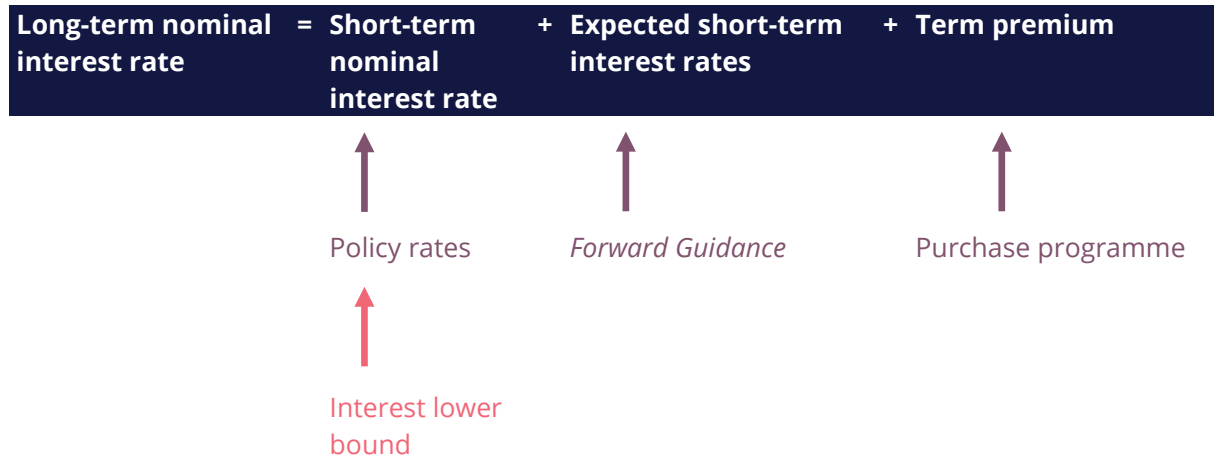 Long-term nominal = Short-term + Expected short-term + Term premium
interest rate nominal interest rates
interest rate
Policy rates Forward Guidance Purchase programme
Interest lower
bound